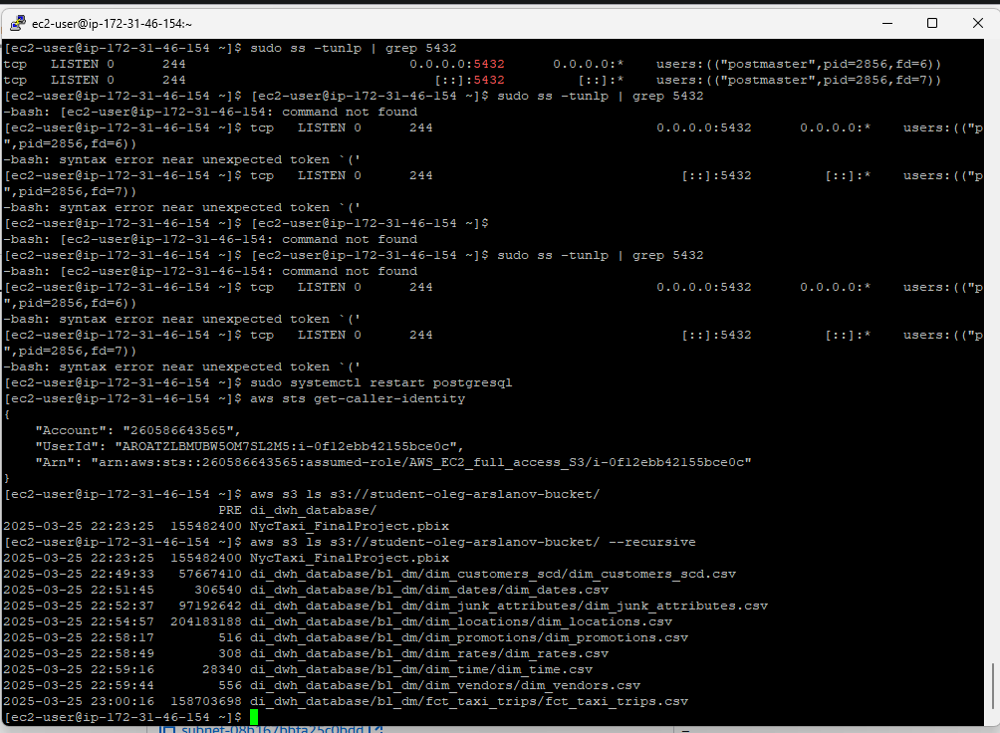 ec2-user@ip-172-31-46-154:~
[ec2-user@ip-172-31-46-154 ~]$ sudo ss -tunlp | grep 5432
tcp   LISTEN 0      244                            0.0.0.0:5432      0.0.0.0:*    users:(("postmaster",pid=2856,fd=6))
tcp   LISTEN 0      244                               [::]:5432         [::]:*    users:(("postmaster",pid=2856,fd=7))
[ec2-user@ip-172-31-46-154 ~]$ [ec2-user@ip-172-31-46-154 ~]$ sudo ss -tunlp | grep 5432
-bash: [ec2-user@ip-172-31-46-154: command not found
[ec2-user@ip-172-31-46-154 ~]$ tcp   LISTEN 0      244                            0.0.0.0:5432      0.0.0.0:*    users:(("p
",pid=2856,fd=6))
-bash: syntax error near unexpected token `('
[ec2-user@ip-172-31-46-154 ~]$ tcp   LISTEN 0      244                               [::]:5432         [::]:*    users:(("p
",pid=2856,fd=7))
-bash: syntax error near unexpected token `('
[ec2-user@ip-172-31-46-154 ~]$ [ec2-user@ip-172-31-46-154 ~]$
-bash: [ec2-user@ip-172-31-46-154: command not found
[ec2-user@ip-172-31-46-154 ~]$ [ec2-user@ip-172-31-46-154 ~]$ sudo ss -tunlp | grep 5432
-bash: [ec2-user@ip-172-31-46-154: command not found
[ec2-user@ip-172-31-46-154 ~]$ tcp   LISTEN 0      244                            0.0.0.0:5432      0.0.0.0:*    users:(("p
",pid=2856,fd=6))
-bash: syntax error near unexpected token `('
[ec2-user@ip-172-31-46-154 ~]$ tcp   LISTEN 0      244                               [::]:5432         [::]:*    users:(("p
",pid=2856,fd=7))
-bash: syntax error near unexpected token `('
[ec2-user@ip-172-31-46-154 ~]$ sudo systemctl restart postgresql
[ec2-user@ip-172-31-46-154 ~]$ aws sts get-caller-identity
{
    "Account": "260586643565",
    "UserId": "AROATZLBMUBW5OM7SL2M5:i-0f12ebb42155bce0c",
    "Arn": "arn:aws:sts::260586643565:assumed-role/AWS_EC2_full_access_S3/i-0f12ebb42155bce0c"
}
[ec2-user@ip-172-31-46-154 ~]$ aws s3 ls s3://student-oleg-arslanov-bucket/
                           PRE di_dwh_database/
2025-03-25 22:23:25  155482400 NycTaxi_FinalProject.pbix
[ec2-user@ip-172-31-46-154 ~]$ aws s3 ls s3://student-oleg-arslanov-bucket/ --recursive
2025-03-25 22:23:25  155482400 NycTaxi_FinalProject.pbix
2025-03-25 22:49:33   57667410 di_dwh_database/bl_dm/dim_customers_scd/dim_customers_scd.csv
2025-03-25 22:51:45     306540 di_dwh_database/bl_dm/dim_dates/dim_dates.csv
2025-03-25 22:52:37   97192642 di_dwh_database/bl_dm/dim_junk_attributes/dim_junk_attributes.csv
2025-03-25 22:54:57  204183188 di_dwh_database/bl_dm/dim_locations/dim_locations.csv
2025-03-25 22:58:17        516 di_dwh_database/bl_dm/dim_promotions/dim_promotions.csv
2025-03-25 22:58:49        308 di_dwh_database/bl_dm/dim_rates/dim_rates.csv
2025-03-25 22:59:16      28340 di_dwh_database/bl_dm/dim_time/dim_time.csv
2025-03-25 22:59:44        556 di_dwh_database/bl_dm/dim_vendors/dim_vendors.csv
2025-03-25 23:00:16  158703698 di_dwh_database/bl_dm/fct_taxi_trips/fct_taxi_trips.csv
[ec2-user@ip-172-31-46-154 ~]$